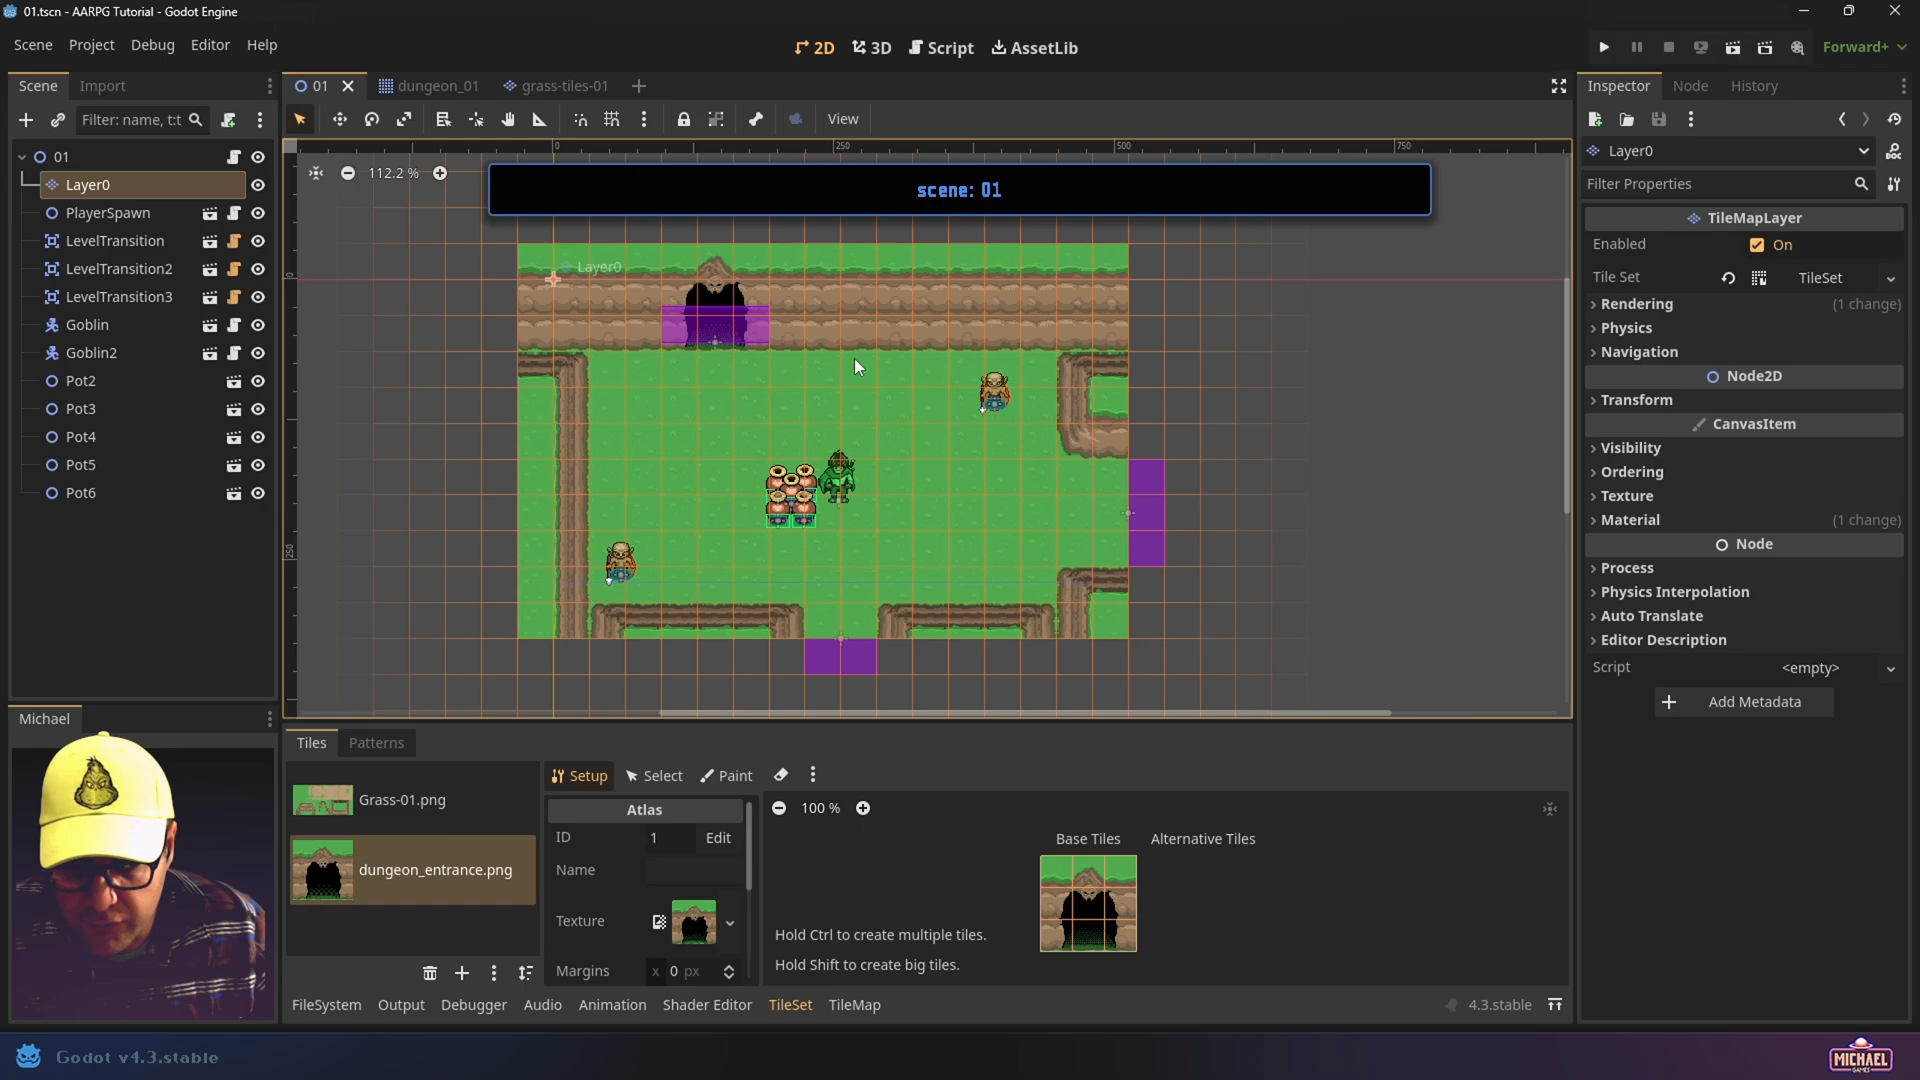 01.tscn - AARPG Tutorial - Godot Engine
Scene Project Debug Editor Help
2D 3D Script AssetLib
Forward+
Scene Import
01 dungeon_01 grass-tiles-01
Inspector Node History
Filter: name, t:t
View
Layer0
Filter Properties
01
Layer0
PlayerSpawn
LevelTransition
LevelTransition2
LevelTransition3
Goblin
Goblin2
Pot2
Pot3
Pot4
Pot5
Pot6
0 250 500 750
112.2 %
scene: 01
Layer0
0
250
TileMapLayer
Enabled On
Tile Set TileSet
Rendering (1 change)
Physics
Navigation
Node2D
Transform
CanvasItem
Visibility
Ordering
Texture
Material (1 change)
Node
Process
Physics Interpolation
Auto Translate
Editor Description
Script <empty>
Add Metadata
Michael
Tiles Patterns
Grass-01.png
dungeon_entrance.png
Setup Select Paint
Atlas
ID 1 Edit
Name
Texture
Margins x 0 px
100 %
Base Tiles Alternative Tiles
Hold Ctrl to create multiple tiles.
Hold Shift to create big tiles.
FileSystem Output Debugger Audio Animation Shader Editor TileSet TileMap
4.3.stable
Godot v4.3.stable
MICHAEL
GAMES